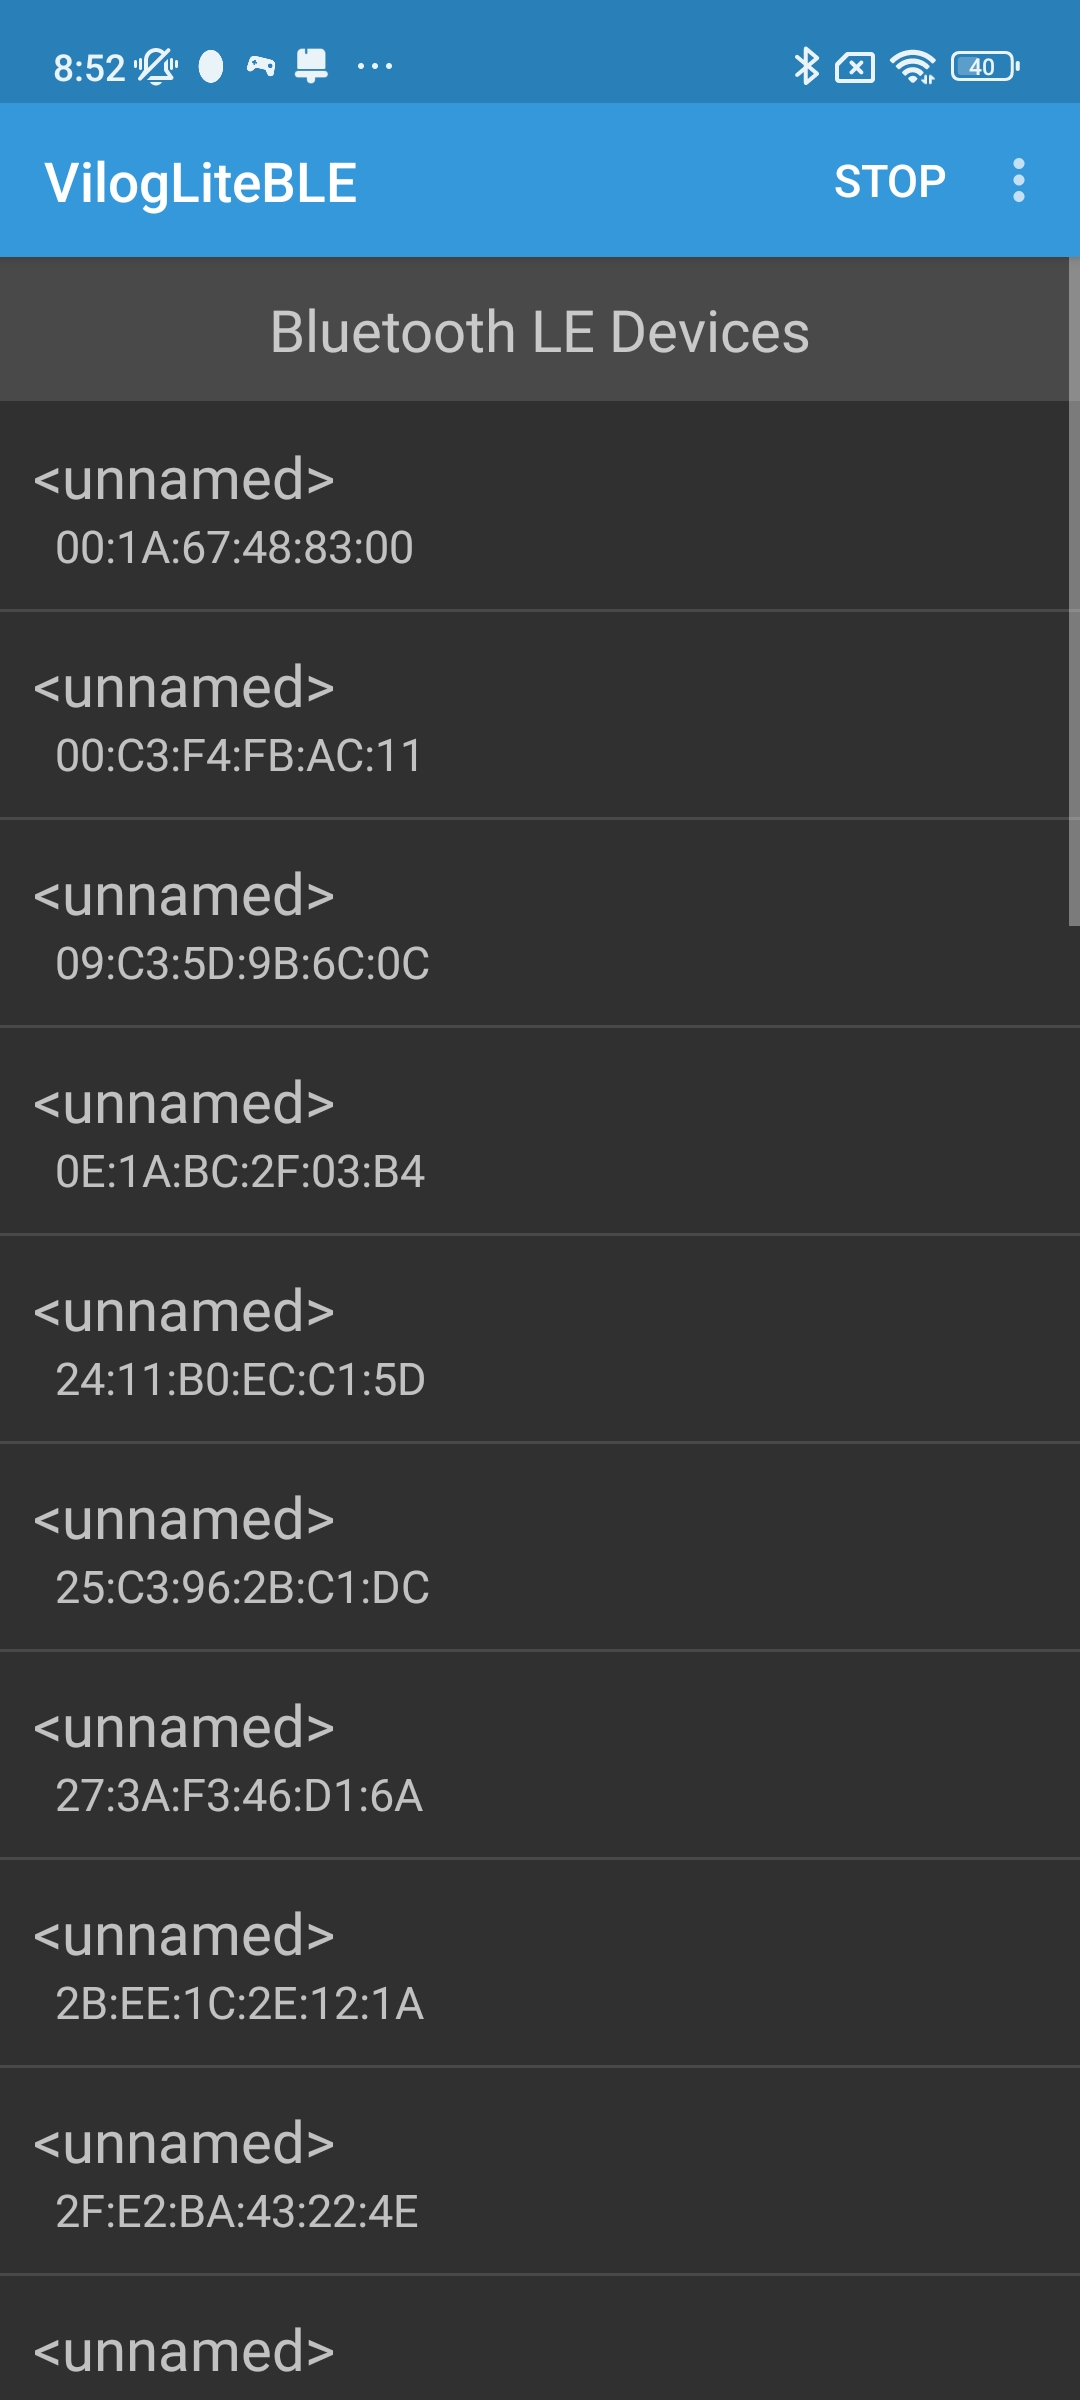 8:52
40
VilogLiteBLE STOP
Bluetooth LE Devices
<unnamed>
00:1A:67:48:83:00
<unnamed>
00:C3:F4:FB:AC:11
<unnamed>
09:C3:5D:9B:6C:0C
<unnamed>
0E:1A:BC:2F:03:B4
<unnamed>
24:11:B0:EC:C1:5D
<unnamed>
25:C3:96:2B:C1:DC
<unnamed>
27:3A:F3:46:D1:6A
<unnamed>
2B:EE:1C:2E:12:1A
<unnamed>
2F:E2:BA:43:22:4E
<unnamed>